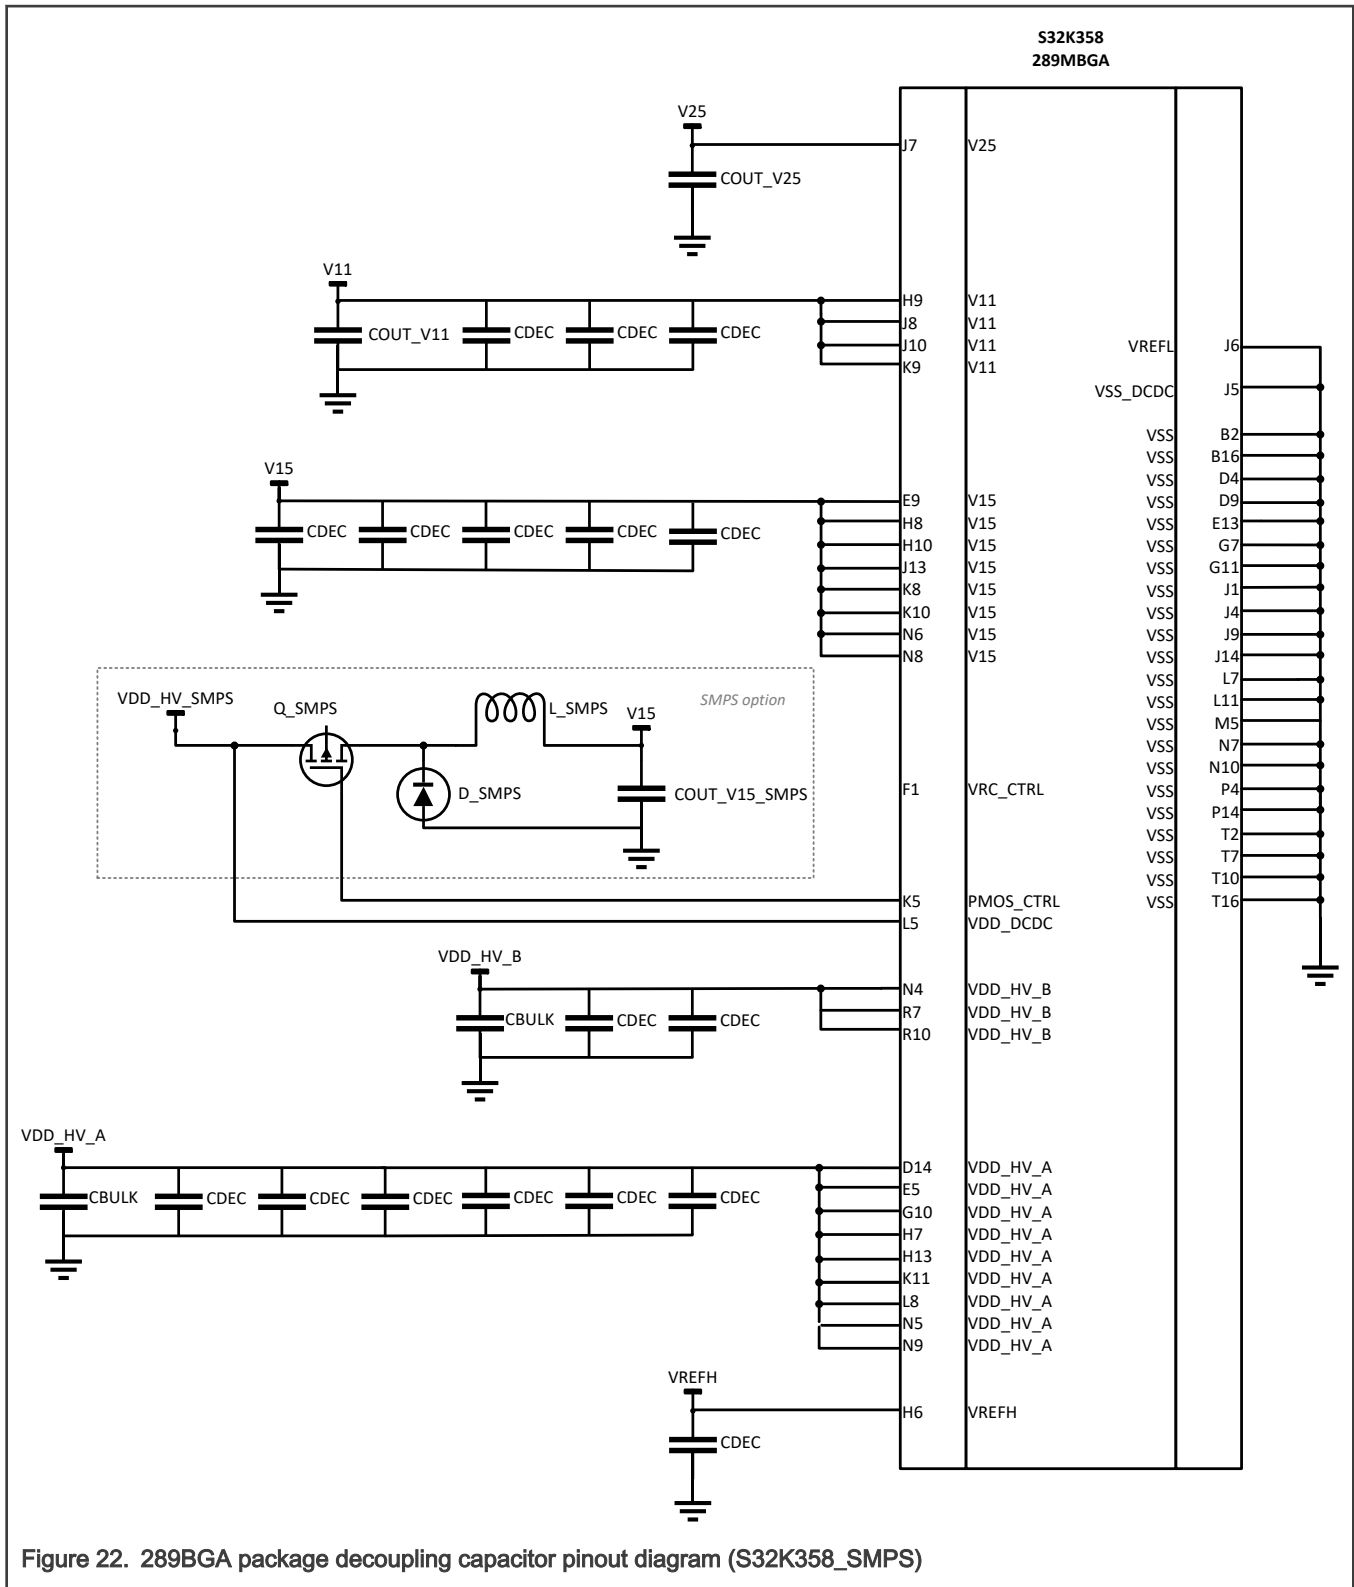 S32K358
289MBGA
V25
J7 V25
COUT_V25
V11
H9 V11
COUT_V11 CDEC CDEC CDEC J8 V11
J10 V11 VREFL J6
K9 V11
VSS_DCDC J5
VSS B2
VSS B16
V15
VSS D4
E9 V15 VSS D9
CDEC CDEC CDEC CDEC CDEC H8 V15 VSS E13
H10 V15 VSS G7
J13 V15 VSS G11
K8 V15 VSS J1
K10 V15 VSS J4
N6 V15 VSS J9
N8 V15 VSS J14
VSS L7
VDD_HV_SMPS Q_SMPS L_SMPS V15 SMPS option VSS L11
VSS M5
VSS N7
VSS N10
D_SMPS COUT_V15_SMPS F1 VRC_CTRL VSS P4
VSS P14
VSS T2
VSS T7
VSS T10
K5 PMOS_CTRL VSS T16
L5 VDD_DCDC
VDD_HV_B
N4 VDD_HV_B
CBULK CDEC CDEC R7 VDD_HV_B
R10 VDD_HV_B
VDD_HV_A
D14 VDD_HV_A
CBULK CDEC CDEC CDEC CDEC CDEC CDEC E5 VDD_HV_A
G10 VDD_HV_A
H7 VDD_HV_A
H13 VDD_HV_A
K11 VDD_HV_A
L8 VDD_HV_A
N5 VDD_HV_A
N9 VDD_HV_A
VREFH
H6 VREFH
CDEC
Figure 22. 289BGA package decoupling capacitor pinout diagram (S32K358_SMPS)